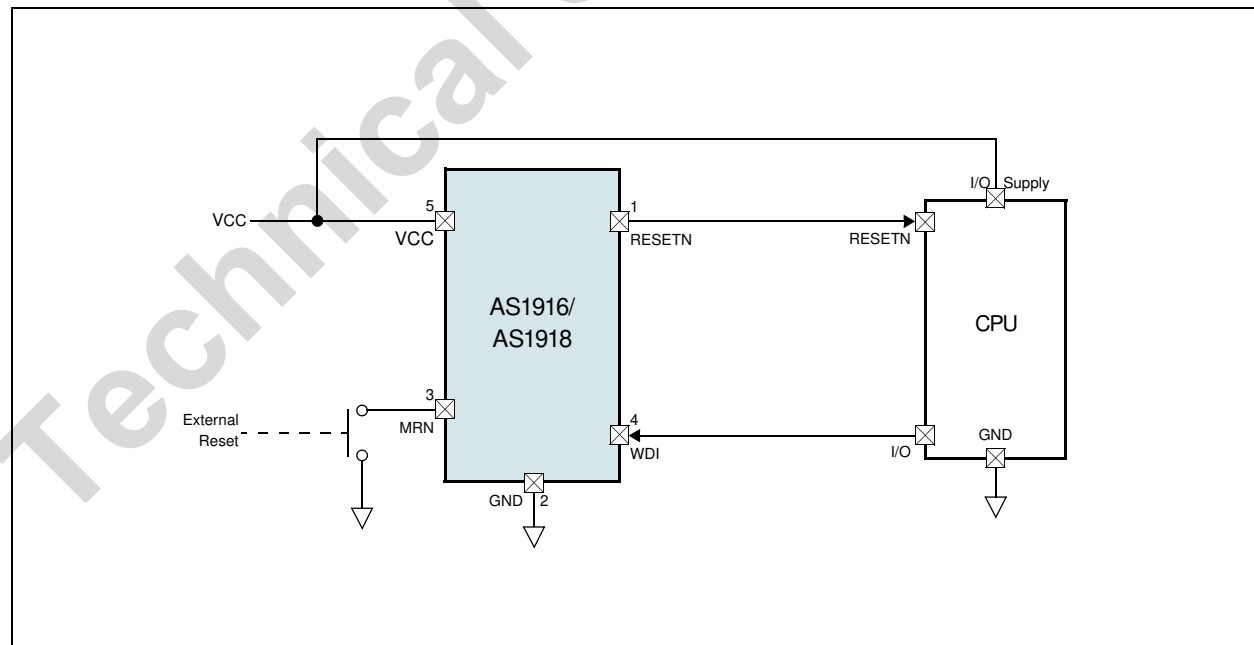 Technical
I/O Supply
VCC
5
VCC
1
RESETN
RESETN
AS1916/
AS1918
CPU
External
Reset
3
MRN
4
WDI
I/O
GND
GND 2